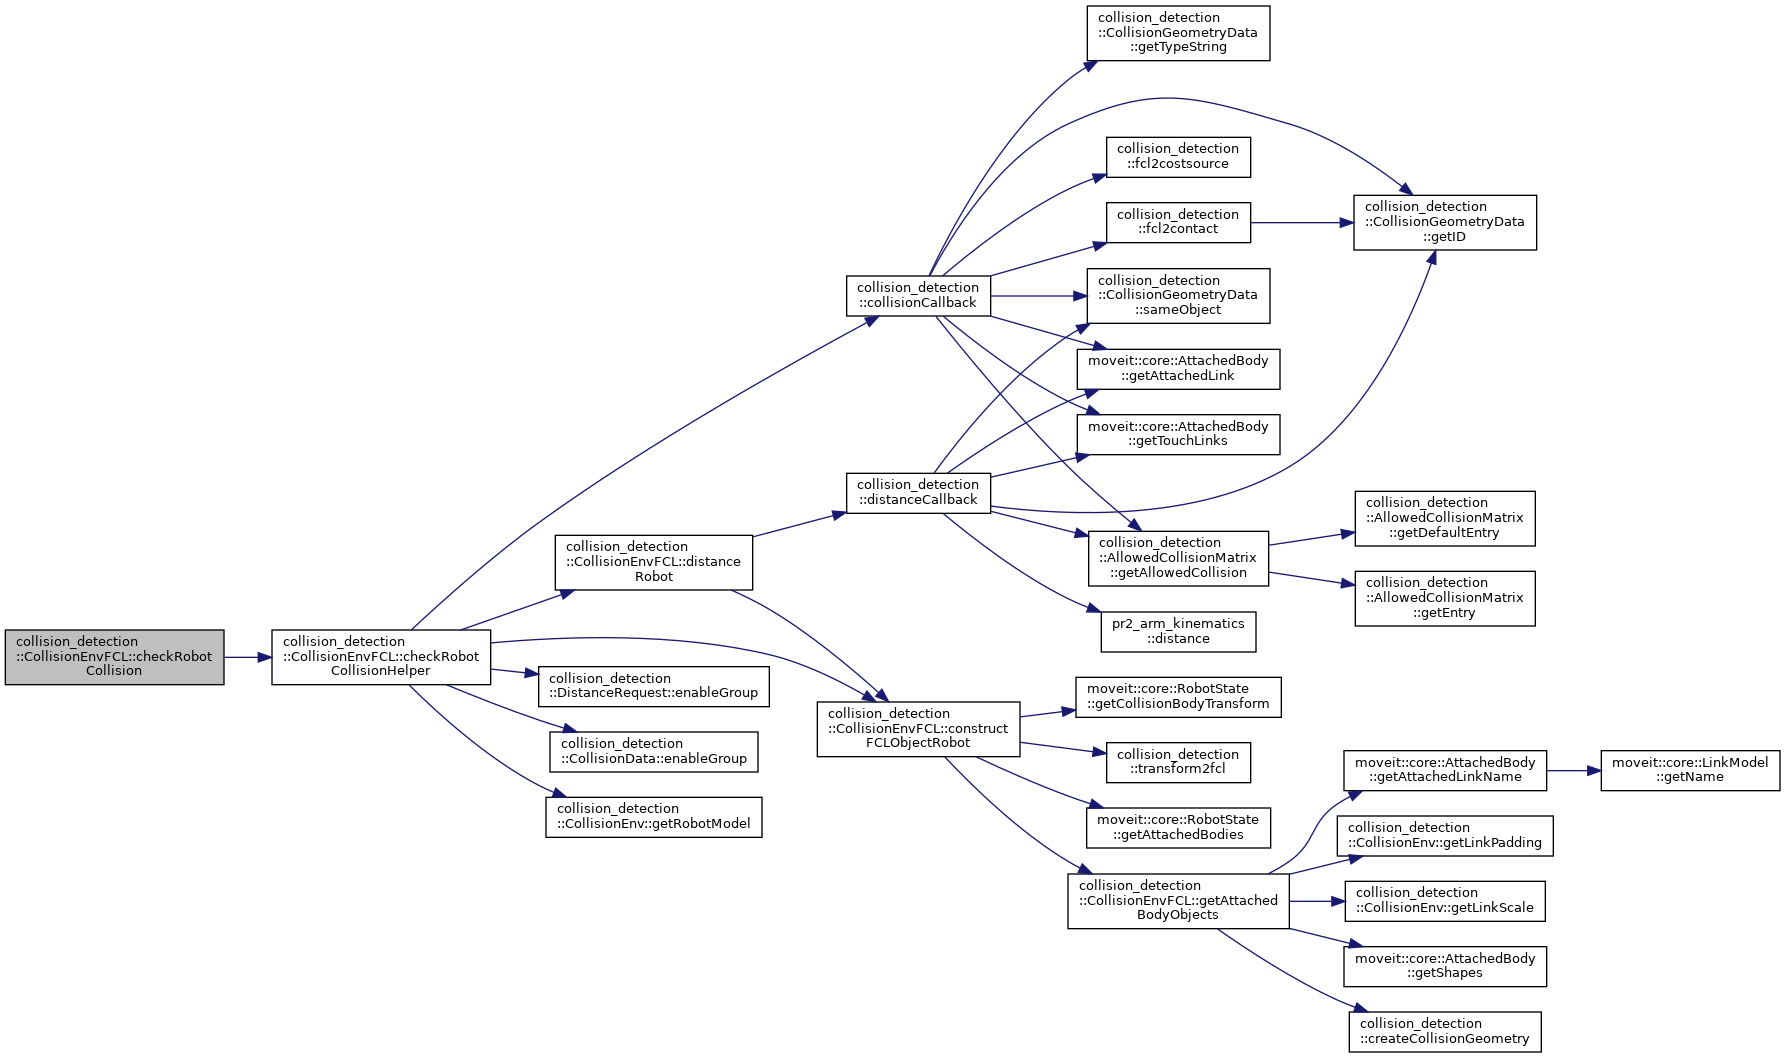 collision_detection
::CollisionEnvFCL::checkRobot
Collision
collision_detection
::CollisionEnvFCL::checkRobot
CollisionHelper
collision_detection
::collisionCallback
collision_detection
::CollisionEnvFCL::distance
Robot
collision_detection
::distanceCallback
collision_detection
::CollisionEnvFCL::construct
FCLObjectRobot
collision_detection
::DistanceRequest::enableGroup
collision_detection
::CollisionData::enableGroup
collision_detection
::CollisionEnv::getRobotModel
collision_detection
::CollisionGeometryData
::getTypeString
collision_detection
::fcl2costsource
collision_detection
::fcl2contact
collision_detection
::CollisionGeometryData
::getID
collision_detection
::CollisionGeometryData
::sameObject
moveit::core::AttachedBody
::getAttachedLink
moveit::core::AttachedBody
::getTouchLinks
collision_detection
::AllowedCollisionMatrix
::getAllowedCollision
collision_detection
::AllowedCollisionMatrix
::getDefaultEntry
collision_detection
::AllowedCollisionMatrix
::getEntry
pr2_arm_kinematics
::distance
moveit::core::RobotState
::getCollisionBodyTransform
collision_detection
::transform2fcl
moveit::core::RobotState
::getAttachedBodies
collision_detection
::CollisionEnvFCL::getAttached
BodyObjects
moveit::core::AttachedBody
::getAttachedLinkName
moveit::core::LinkModel
::getName
collision_detection
::CollisionEnv::getLinkPadding
collision_detection
::CollisionEnv::getLinkScale
moveit::core::AttachedBody
::getShapes
collision_detection
::createCollisionGeometry